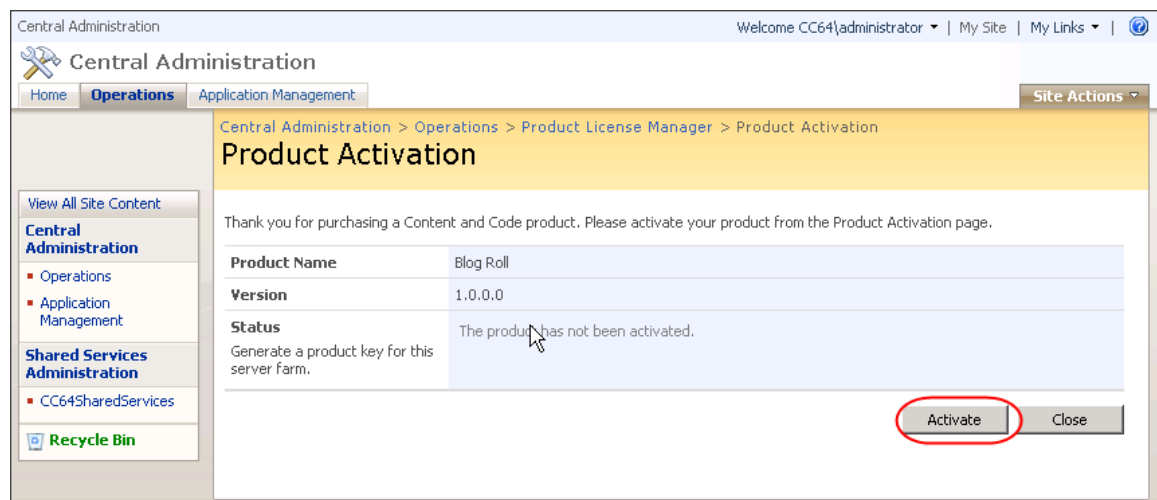 Central Administration
Welcome CC64\administrator | My Site | My Links |
Central Administration
Home Operations Application Management
Site Actions
Central Administration > Operations > Product License Manager > Product Activation
Product Activation
View All Site Content
Central
Administration
Operations
Application
Management
Shared Services
Administration
CC64SharedServices
Recycle Bin
Thank you for purchasing a Content and Code product. Please activate your product from the Product Activation page.
Product Name Blog Roll
Version 1.0.0.0
Status The product has not been activated.
Generate a product key for this
server farm.
Activate Close